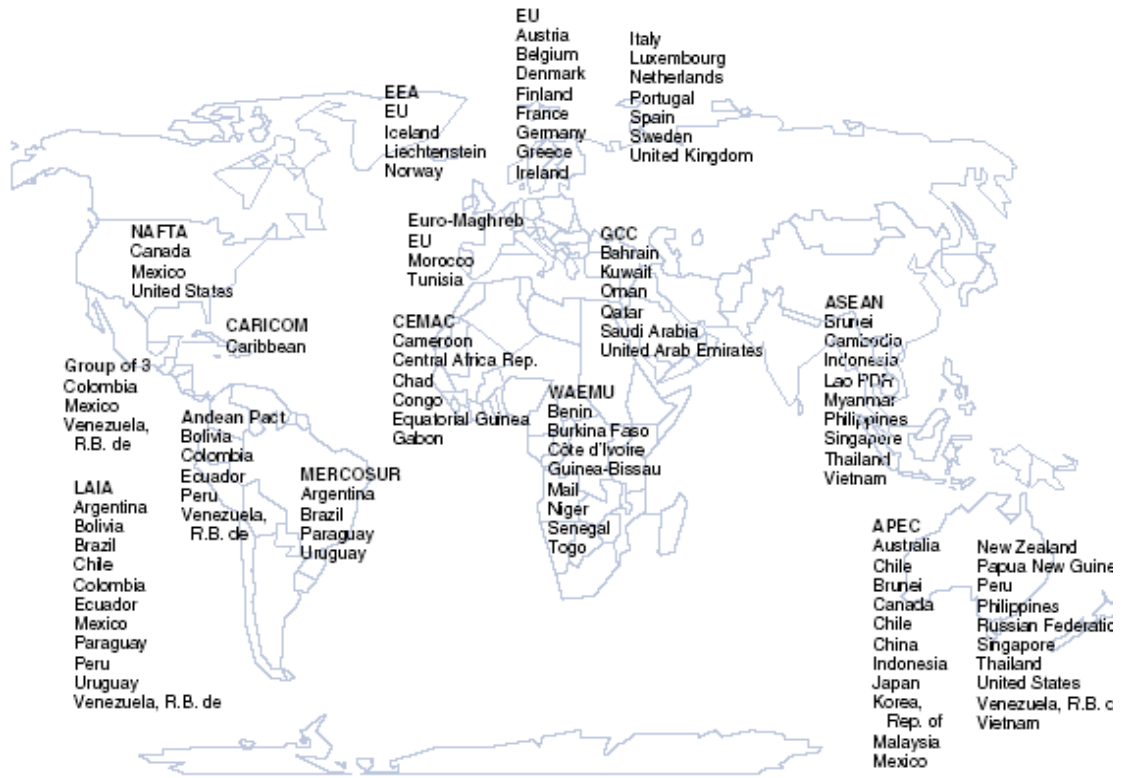 EU
Austria
Belgium
Denmark
Finland
France
Germany
Greece
Ireland
Italy
Luxembourg
Netherlands
Portugal
Spain
Sweden
United Kingdom
EEA
EU
Iceland
Liechtenstein
Norway
NAFTA
Canada
Mexico
United States
Euro-Maghreb
EU
Morocco
Tunisia
GCC
Bahrain
Kuwait
Oman
Qatar
Saudi Arabia
United Arab Emirates
CARICOM
Caribbean
CEMAC
Cameroon
Central Africa Rep.
Chad
Congo
Equatorial Guinea
Gabon
ASEAN
Brunei
Cambodia
Indonesia
Lao PDR
Myanmar
Philippines
Singapore
Thailand
Vietnam
Group of 3
Colombia
Mexico
Venezuela,
R.B. de
Andean Pact
Bolivia
Colombia
Ecuador
Peru
Venezuela,
R.B. de
WAEMU
Benin
Burkina Faso
Côte d'Ivoire
Guinea-Bissau
Mail
Niger
Senegal
Togo
MERCOSUR
Argentina
Brazil
Paraguay
Uruguay
LAIA
Argentina
Bolivia
Brazil
Chile
Colombia
Ecuador
Mexico
Paraguay
Peru
Uruguay
Venezuela, R.B. de
APEC
Australia
Chile
Brunei
Canada
Chile
China
Indonesia
Japan
Korea,
Rep. of
Malaysia
Mexico
New Zealand
Papua New Guine
Peru
Philippines
Russian Federatic
Singapore
Thailand
United States
Venezuela, R.B. d
Vietnam